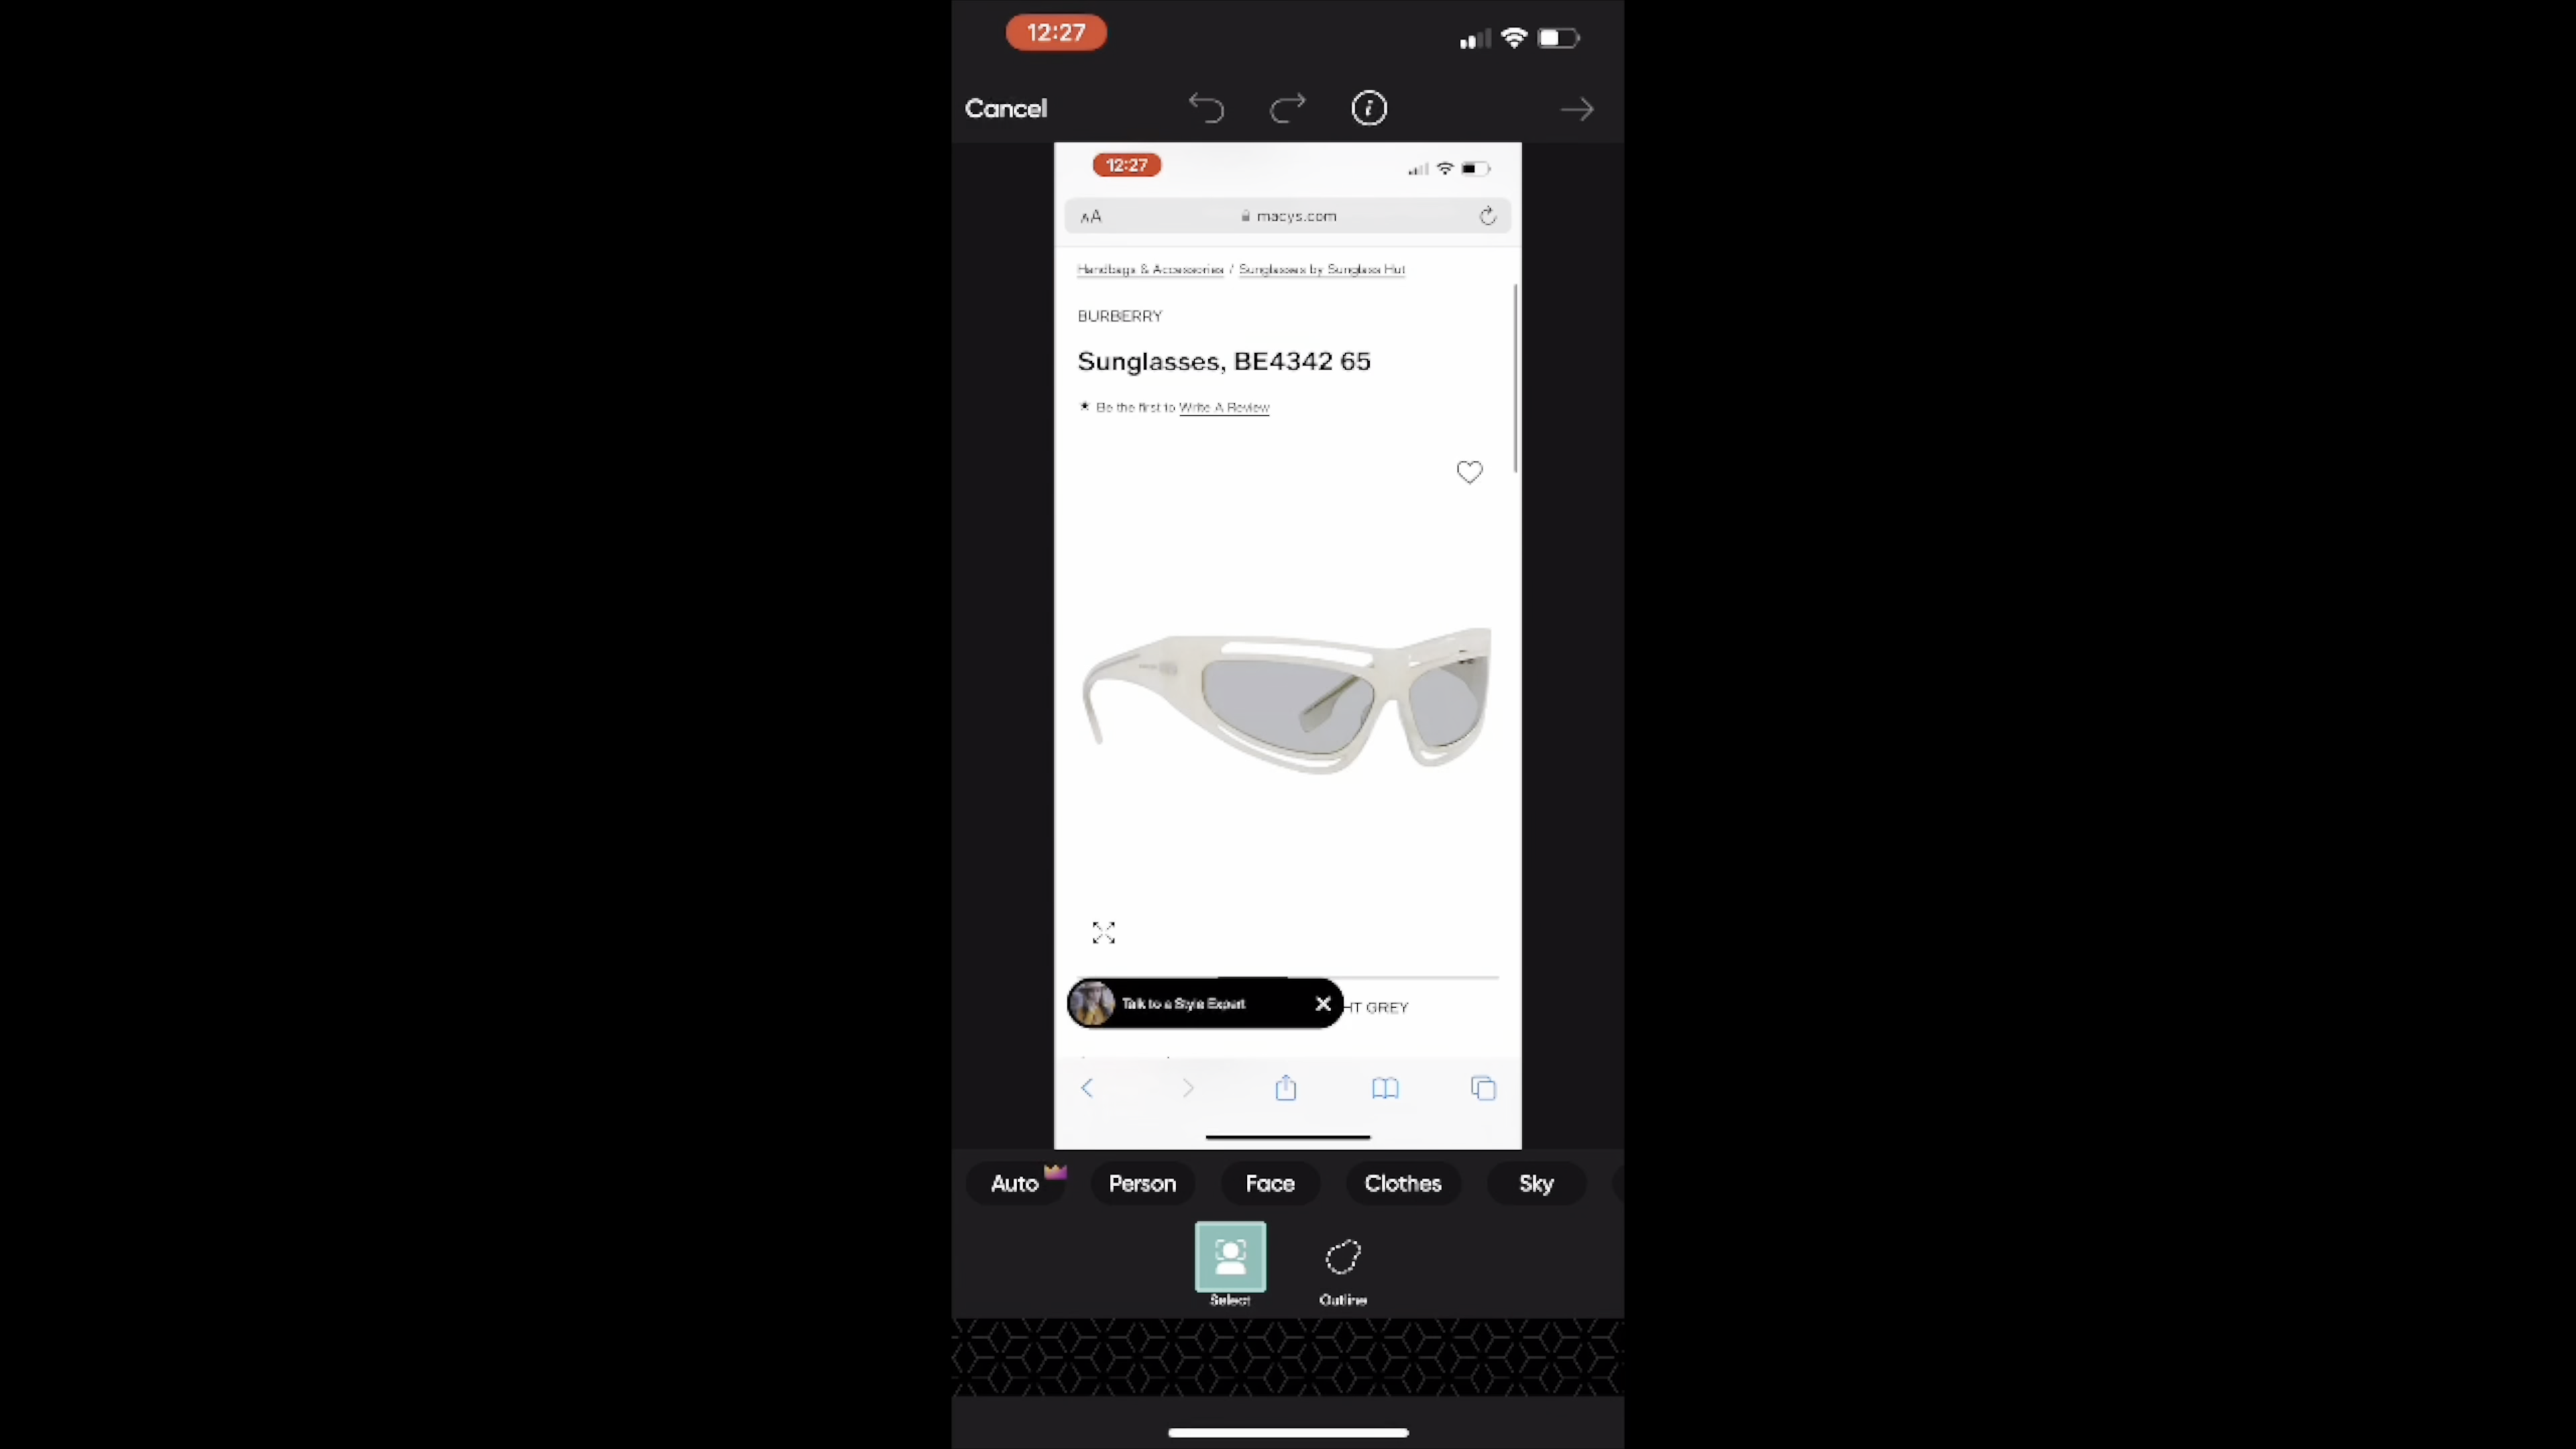 12:27
Cancel
12:27
AA
macys.com
Handbags & Accessories / Sunglasses by Sunglass Hut
BURBERRY
Sunglasses, BE4342 65
★ Be the first to Write A Review
Talk to a Style Expert
HT GREY
Auto
Person
Face
Clothes
Sky
Select
Outline